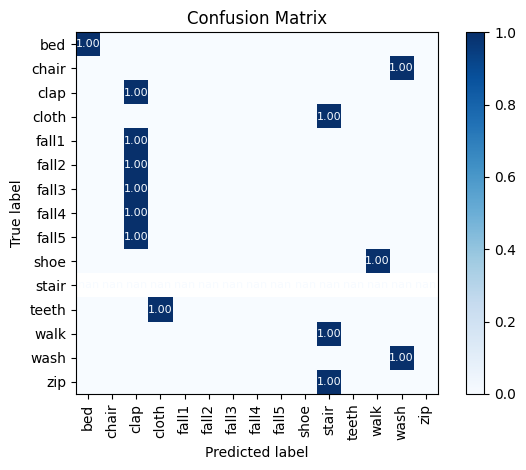 Confusion Matrix
True label
bed 1.00
chair 1.00
clap 1.00
cloth 1.00
fall1 1.00
fall2 1.00
fall3 1.00
fall4 1.00
fall5 1.00
shoe 1.00
stair
teeth 1.00
walk 1.00
wash 1.00
zip 1.00
bed chair clap cloth fall1 fall2 fall3 fall4 fall5 shoe stair teeth walk wash zip
Predicted label
1.0
0.8
0.6
0.4
0.2
0.0